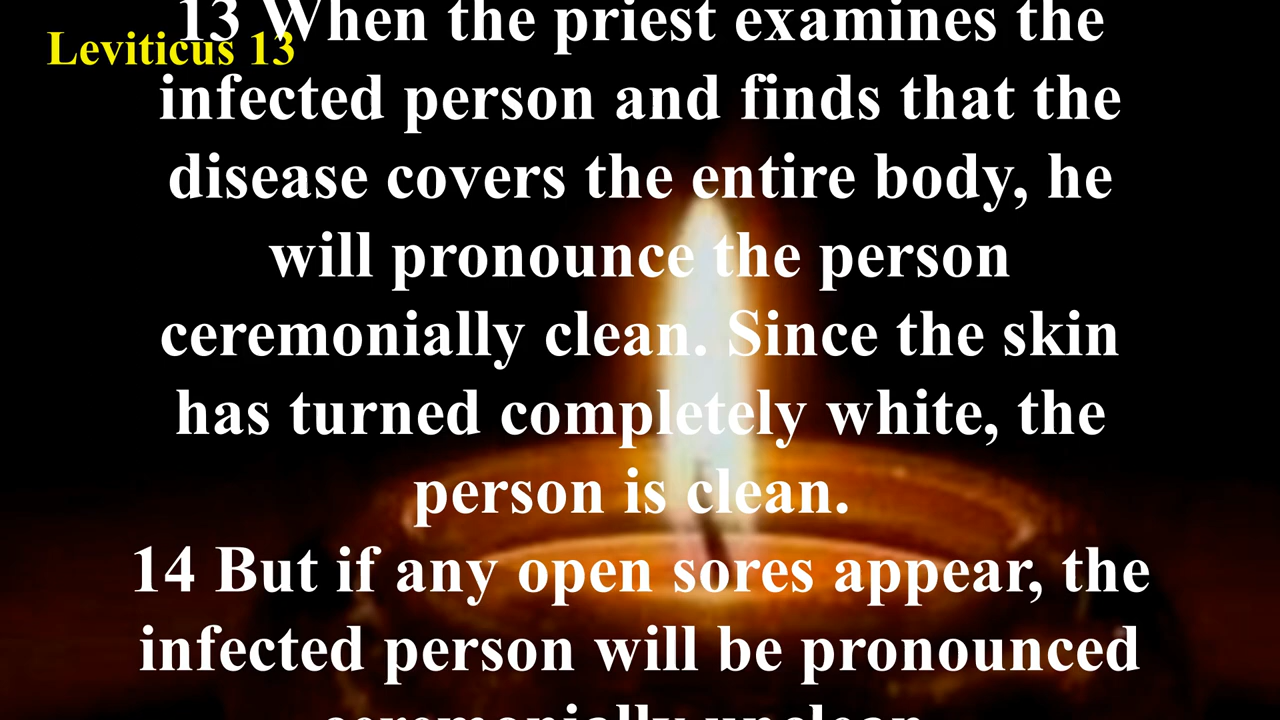 Leviticus 13
13 When the priest examines the
infected person and finds that the
disease covers the entire body, he
will pronounce the person
ceremonially clean. Since the skin
has turned completely white, the
person is clean.
14 But if any open sores appear, the
infected person will be pronounced
ceremonially unclean.